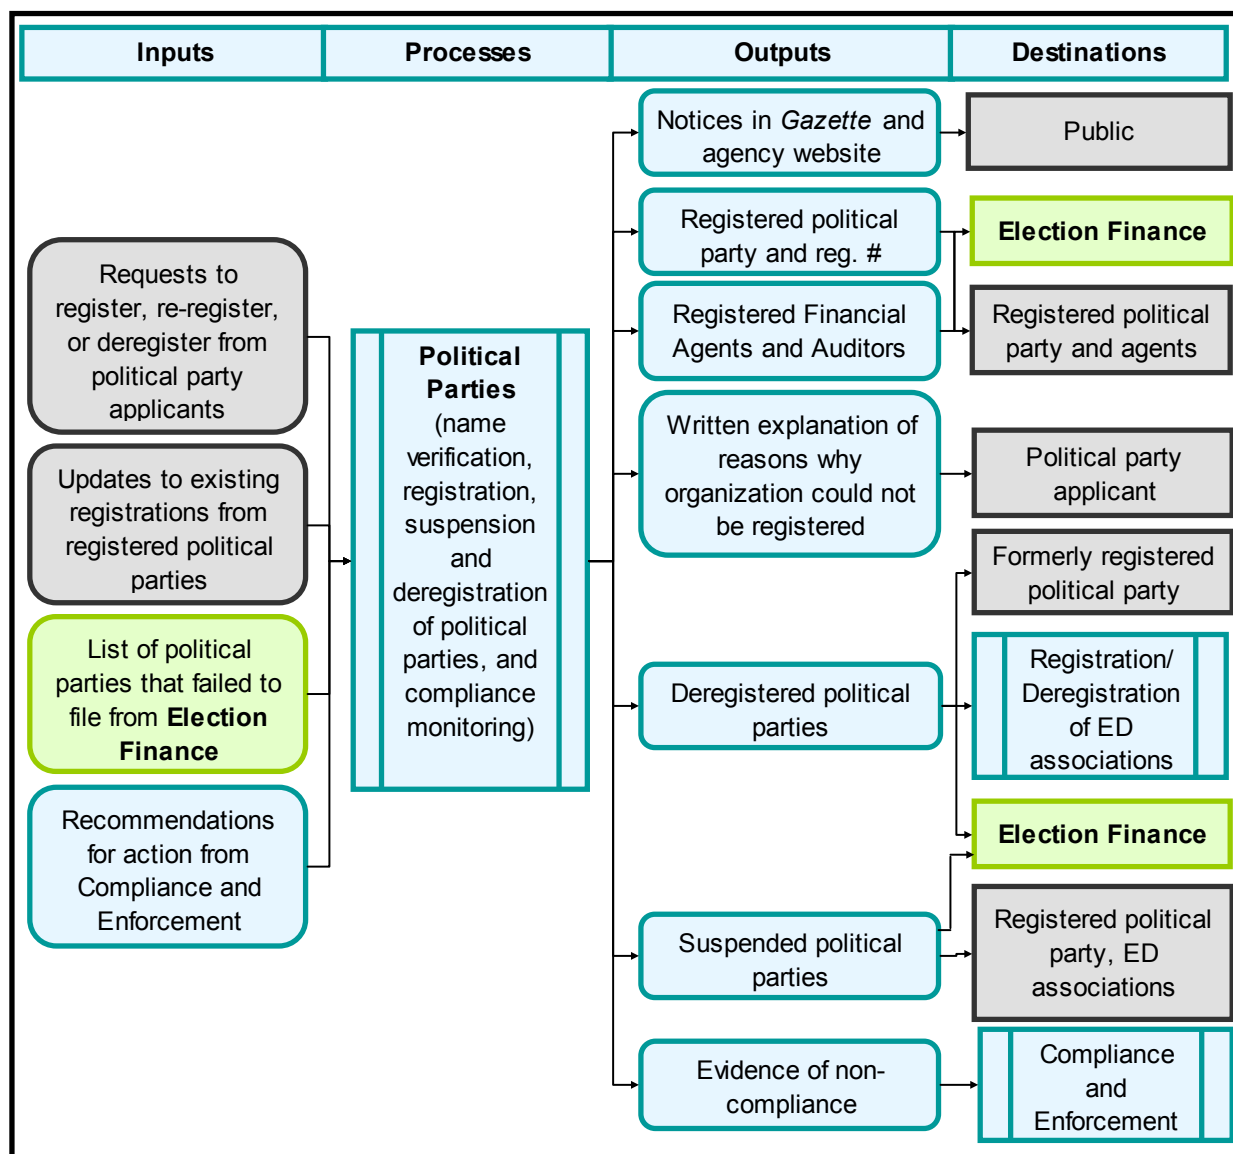 Inputs
Processes
Outputs
Destinations
Requests to
register, re-register,
or deregister from
political party
applicants
Updates to existing
registrations from
registered political
parties
List of political
parties that failed to
file from Election
Finance
Recommendations
for action from
Compliance and
Enforcement
Political
Parties
(name
verification,
registration,
suspension
and
deregistration
of political
parties, and
compliance
monitoring)
Notices in Gazette and
agency website
Registered political
party and reg. #
Registered Financial
Agents and Auditors
Written explanation of
reasons why
organization could not
be registered
Deregistered political
parties
Suspended political
parties
Evidence of non-
compliance
Public
Election Finance
Registered political
party and agents
Political party
applicant
Formerly registered
political party
Registration/
Deregistration
of ED
associations
Election Finance
Registered political
party, ED
associations
Compliance
and
Enforcement